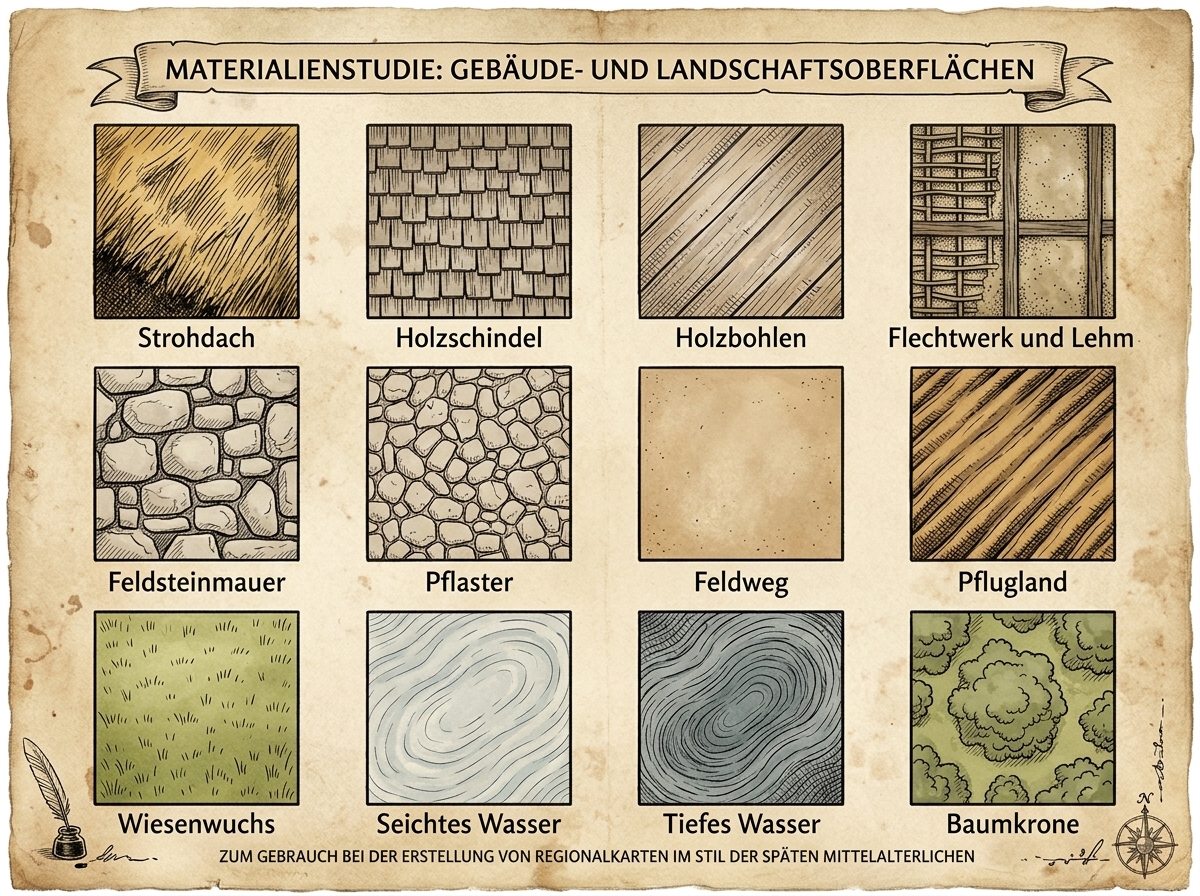 MATERIALIENSTUDIE: GEBÄUDE- UND LANDSCHAFTSOBERFLÄCHEN
Strohdach
Holzschindel
Holzbohlen
Flechtwerk und Lehm
Feldsteinmauer
Pflaster
Feldweg
Pflugland
Wiesenwuchs
Seichtes Wasser
Tiefes Wasser
Baumkrone
N
ZUM GEBRAUCH BEI DER ERSTELLUNG VON REGIONALKARTEN IM STIL DER SPÄTEN MITTELALTERLICHEN